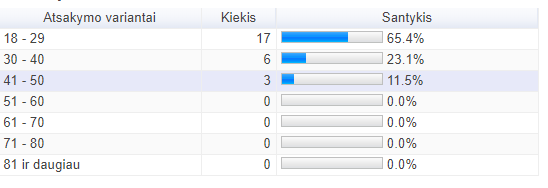 Atsakymo variantai Kiekis Santykis
18 - 29 17 65.4%
30 - 40 6 23.1%
41 - 50 3 11.5%
51 - 60 0 0.0%
61 - 70 0 0.0%
71 - 80 0 0.0%
81 ir daugiau 0 0.0%